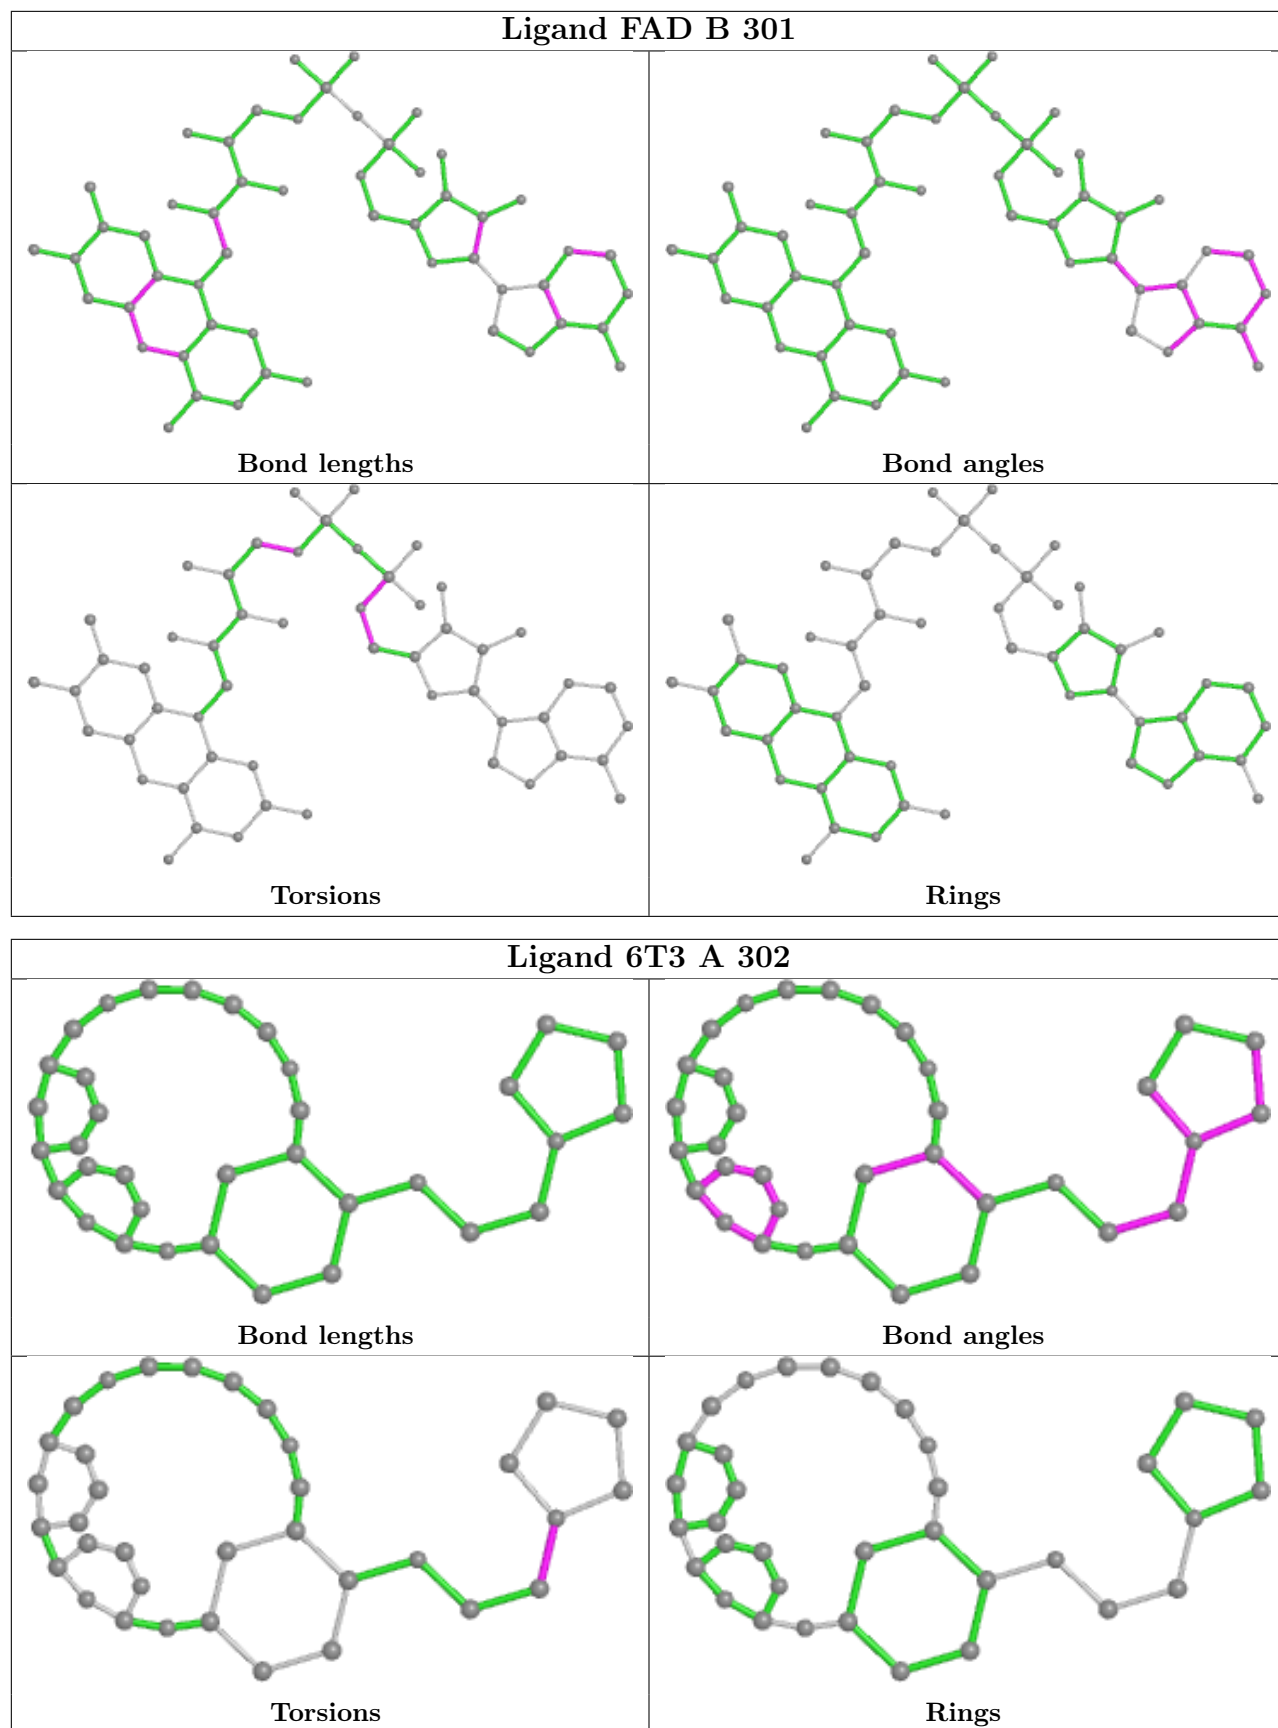 Ligand FAD B 301
Bond lengths
Bond angles
Torsions
Rings
Ligand 6T3 A 302
Bond lengths
Bond angles
Torsions
Rings